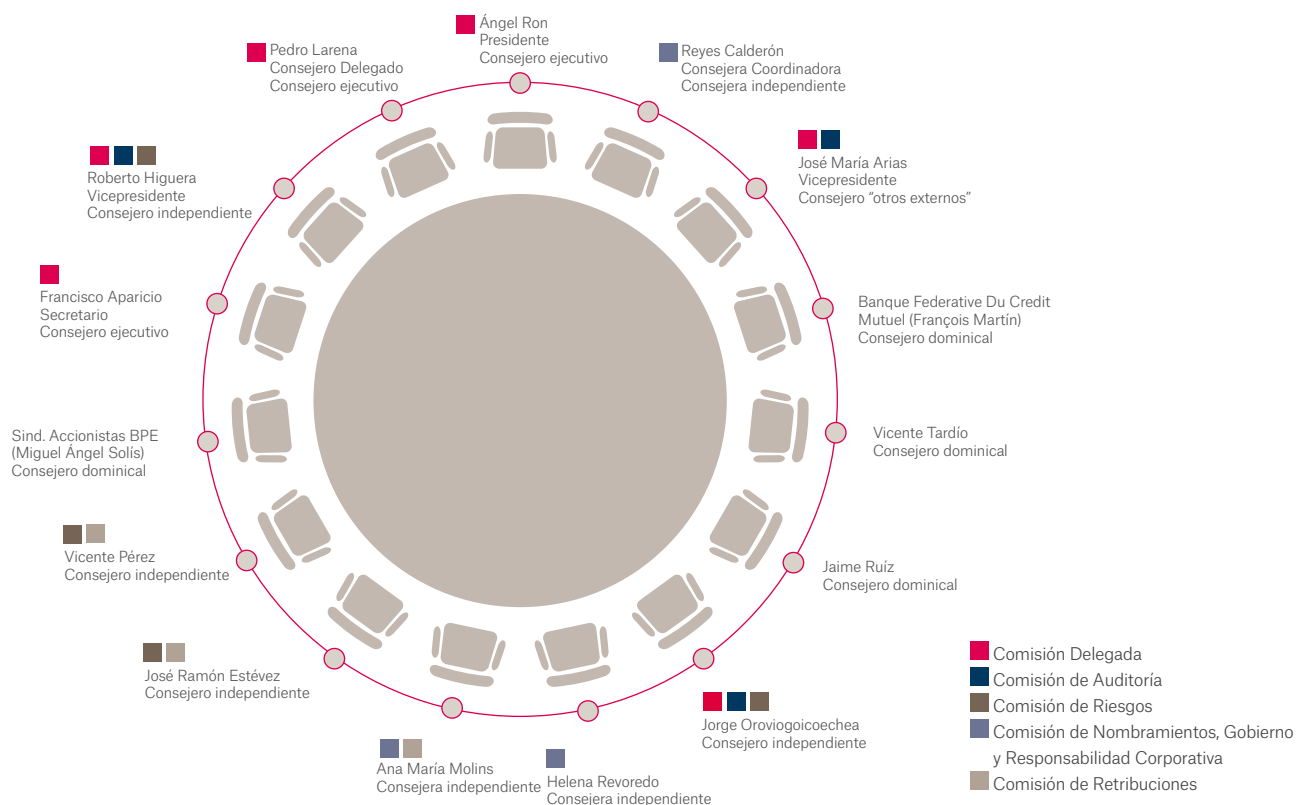 Ángel Ron
Presidente
Consejero ejecutivo
Pedro Larena
Consejero Delegado
Consejero ejecutivo
Reyes Calderón
Consejera Coordinadora
Consejera independiente
Roberto Higuera
Vicepresidente
Consejero independiente
José María Arias
Vicepresidente
Consejero “otros externos”
Francisco Aparicio
Secretario
Consejero ejecutivo
Banque Federative Du Credit
Mutuel (François Martín)
Consejero dominical
Sind. Accionistas BPE
(Miguel Ángel Solís)
Consejero dominical
Vicente Tardío
Consejero dominical
Vicente Pérez
Consejero independiente
Jaime Ruíz
Consejero dominical
José Ramón Estévez
Consejero independiente
Jorge Oroviogoicoechea
Consejero independiente
Ana María Molins
Consejera independiente
Helena Revoredo
Consejera independiente
Comisión Delegada
Comisión de Auditoría
Comisión de Riesgos
Comisión de Nombramientos, Gobierno
y Responsabilidad Corporativa
Comisión de Retribuciones